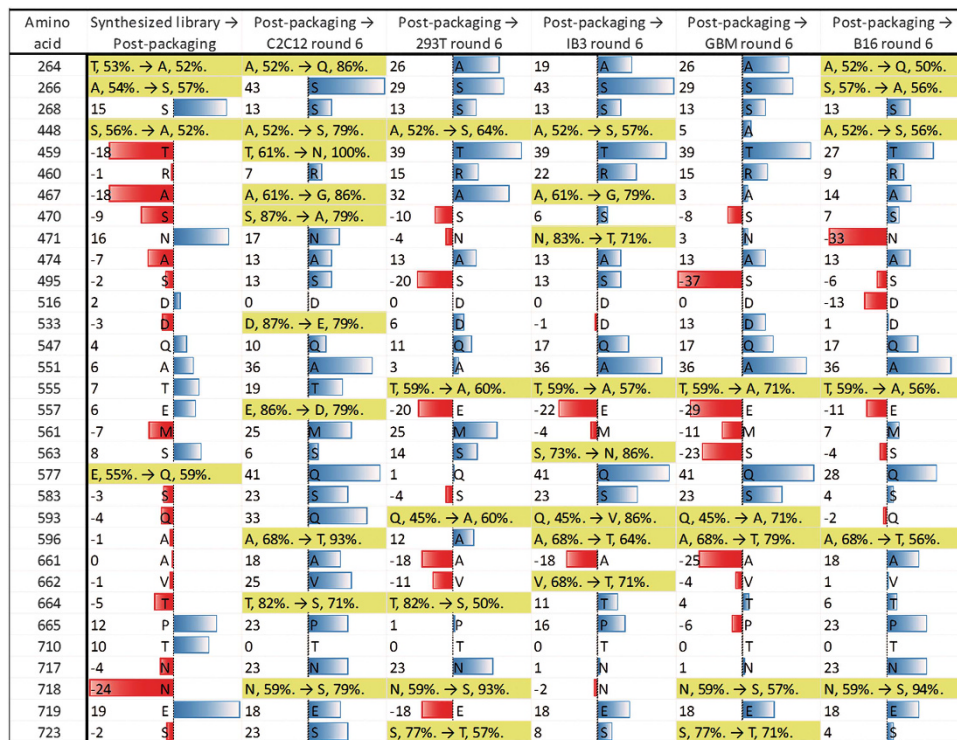 Amino Synthesized library → Post-packaging → Post-packaging → Post-packaging → Post-packaging → Post-packaging →
acid Post-packaging C2C12 round 6 293T round 6 IB3 round 6 GBM round 6 B16 round 6
264 T, 53%. → A, 52%. A, 52% → Q, 86%. 26 A 19 A 26 A A, 52% → Q, 50%.
266 A, 54% → S, 57%. 43 S 29 S 43 S 29 S S, 57% → A, 56%.
268 15 S 13 S 13 S 13 S 13 S 13 S
448 S, 56% → A, 52%. A, 52% → S, 79%. A, 52% → S, 64%. A, 52% → S, 57%. 5 A A, 52% → S, 56%.
459 -18 T T, 61%. → N, 100%. 39 T 39 T 39 T 27 T
460 -1 R 7 R 15 R 22 R 15 R 9 R
467 -18 A A, 61% → G, 86%. 32 A A, 61% → G, 79%. 3 A 14 A
470 -9 S S, 87% → A, 79%. -10 S 6 S -8 S 7 S
471 16 N 17 N -4 N N, 83% → T, 71%. 3 N -33 N
474 -7 A 13 A 13 A 13 A 13 A 13 A
495 -2 S 13 S -20 S 13 S -37 S -6 S
516 2 D 0 D 0 D 0 D 0 D -13 D
533 -3 D D, 87%. → E, 79%. 6 D -1 D 13 D 1 D
547 4 Q 10 Q 11 Q 17 Q 17 Q 17 Q
551 6 A 36 A 3 A 36 A 36 A 36 A
555 7 T 19 T T, 59% → A, 60%. T, 59% → A, 57%. T, 59% → A, 71%. T, 59% → A, 56%.
557 6 E E, 86% → D, 79%. -20 E -22 E -29 E -11 E
561 -7 M 25 M 25 M -4 M -11 M 7 M
563 8 S 6 S 14 S S, 73% → N, 86%. -23 S -4 S
577 E, 55% → Q, 59%. 41 Q 1 Q 41 Q 41 Q 28 Q
583 -3 S 23 S -4 S 23 S 23 S 4 S
593 -4 Q 33 Q Q, 45%. → A, 60%. Q, 45%. → V, 86%. Q, 45%. → A, 71%. -2 Q
596 -1 A A, 68% → T, 93%. 12 A A, 68% → T, 64%. A, 68% → T, 79%. A, 68% → T, 56%.
661 0 A 18 A -18 A -18 A -25 A 18 A
662 -1 V 25 V -11 V V, 68%. → T, 71%. -4 V 1 V
664 -5 T T, 82%. → S, 71%. T, 82%. → S, 50%. 11 T 4 T 6 T
665 12 P 23 P 1 P 16 P -6 P 23 P
710 10 T 0 T 0 T 0 T 0 T 0 T
717 -4 N 23 N 23 N 1 N 1 N 23 N
718 -24 N N, 59%. → S, 79%. N, 59%. → S, 93%. -2 N N, 59% → S, 57%. N, 59% → S, 94%.
719 19 E 18 E -18 E 18 E 18 E 4 E
723 -2 S 23 S S, 77% → T, 57%. 8 S S, 77% → T, 71%. 4 S